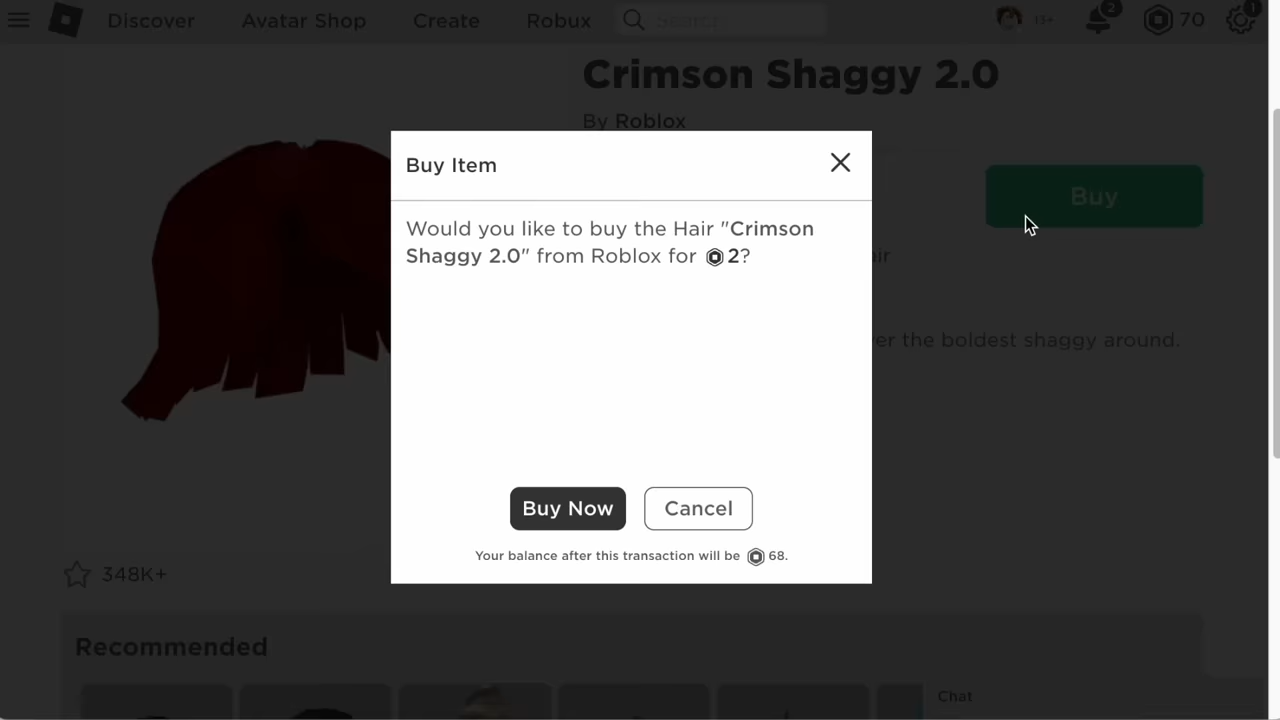 Discover Avatar Shop Create Robux Search 13+ 2 70 1
Crimson Shaggy 2.0
By Roblox
Buy Item
Buy
Would you like to buy the Hair "Crimson
Shaggy 2.0" from Roblox for 2?
air
er the boldest shaggy around.
Buy Now Cancel
Your balance after this transaction will be 68.
348K+
Recommended
Chat